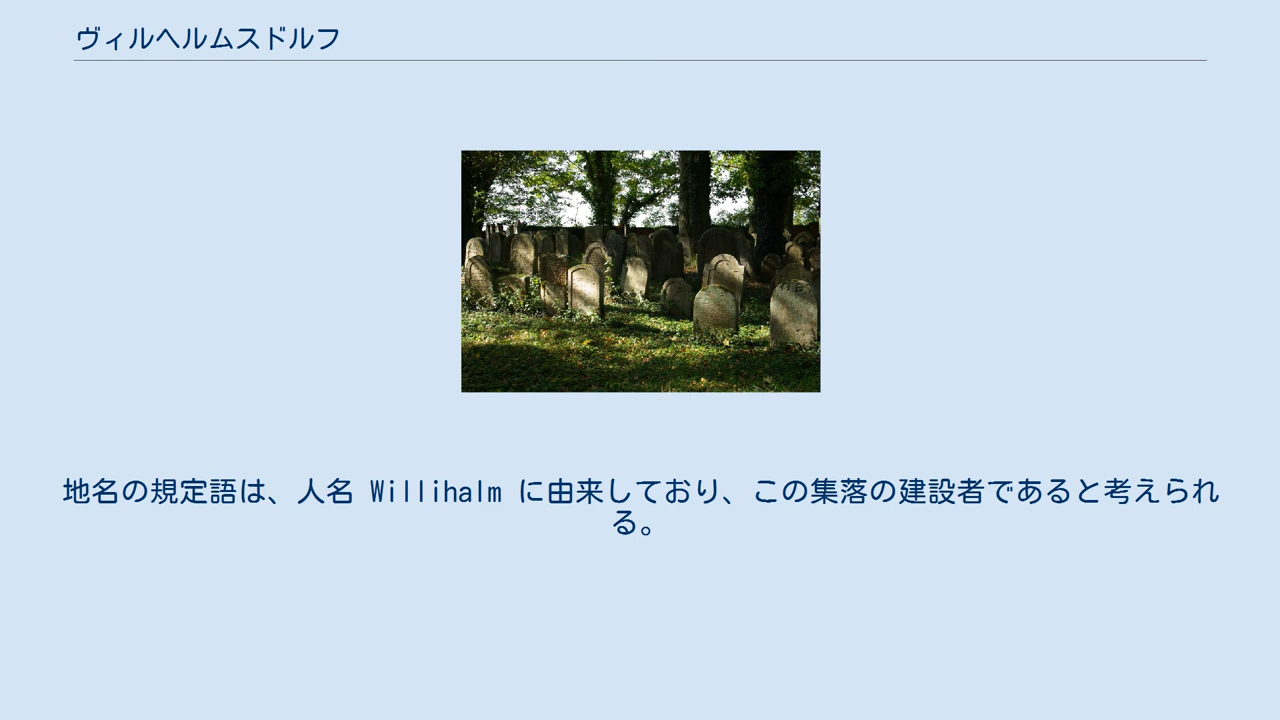 ヴィルヘルムスドルフ
地名の規定語は、人名 Willihalm に由来しており、この集落の建設者であると考えられ
る。